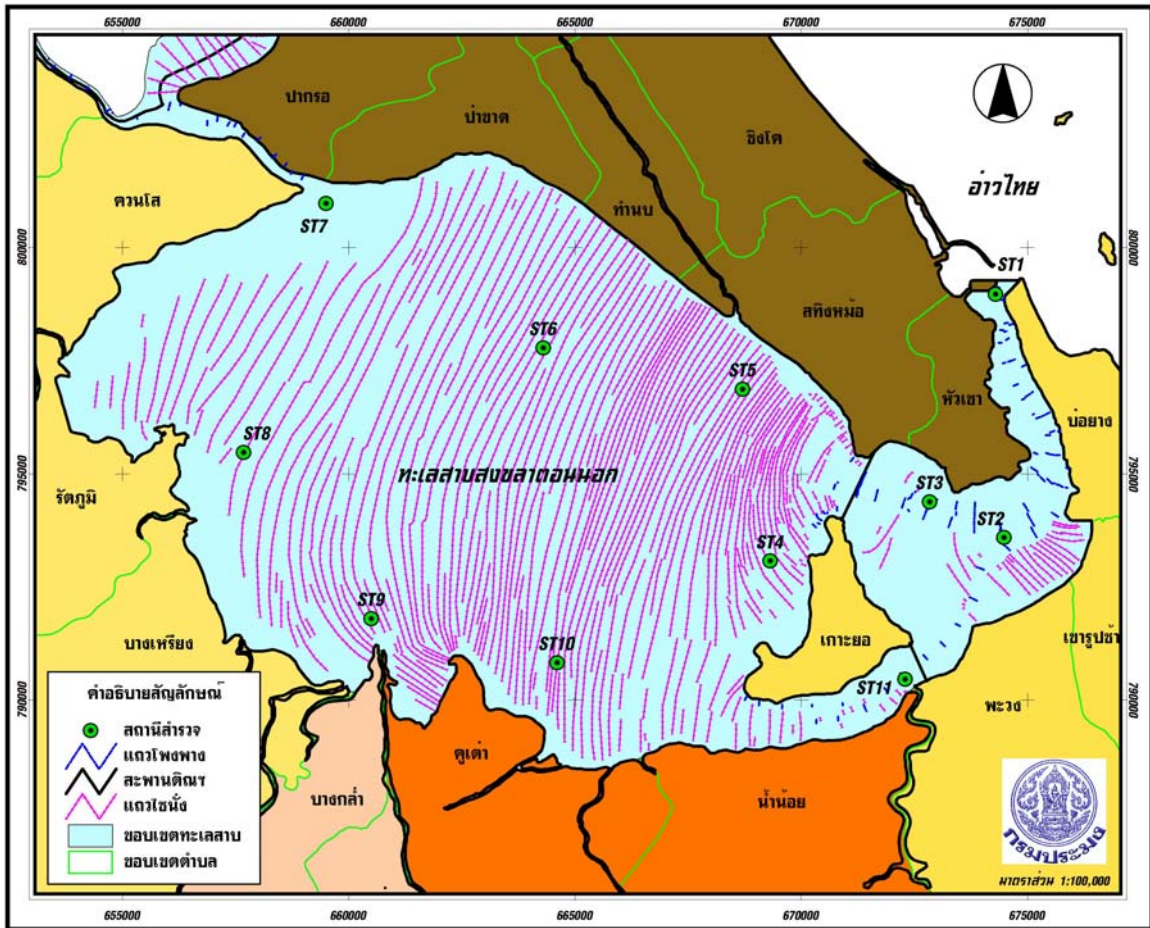 655000 660000 665000 670000 675000
ปากรอ
ป่าขาด
ชิงโค
อ่าวไทย
ควนโส
ทำนบ
ST7
800000 800000
ST1
สทิงหม้อ
ST6
ST5
หัวเขา
บ่อยาง
ST8
ทะเลสาบสงขลาตอนนอก
795000 795000
รัตภูมิ
ST3
ST2
ST4
ST9
บางเหรียง
ST10
เกาะยอ
เขารูปช้าง
ST11
790000 790000
พะวง
คำอธิบายสัญลักษณ์
สถานีสำรวจ
แถวโพงพาง
สะพานติณฯ
แถวไซนั่ง
ขอบเขตทะเลสาบ
ขอบเขตตำบล
คูเต่า
บางกล่ำ
น้ำน้อย
กรมประมง
มาตราส่วน 1:100,000
655000 660000 665000 670000 675000